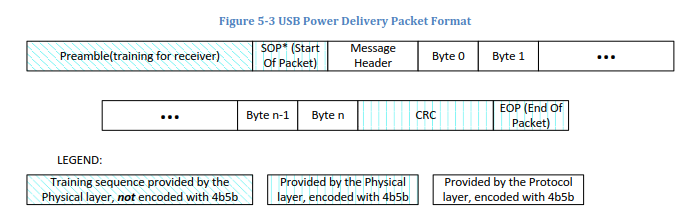 Figure 5-3 USB Power Delivery Packet Format
Preamble(training for receiver)
SOP* (Start
Of Packet)
Message
Header
Byte 0
Byte 1
•••
•••
Byte n-1
Byte n
CRC
EOP (End Of
Packet)
LEGEND:
Training sequence provided by the
Physical layer, not encoded with 4b5b
Provided by the Physical
layer, encoded with 4b5b
Provided by the Protocol
layer, encoded with 4b5b